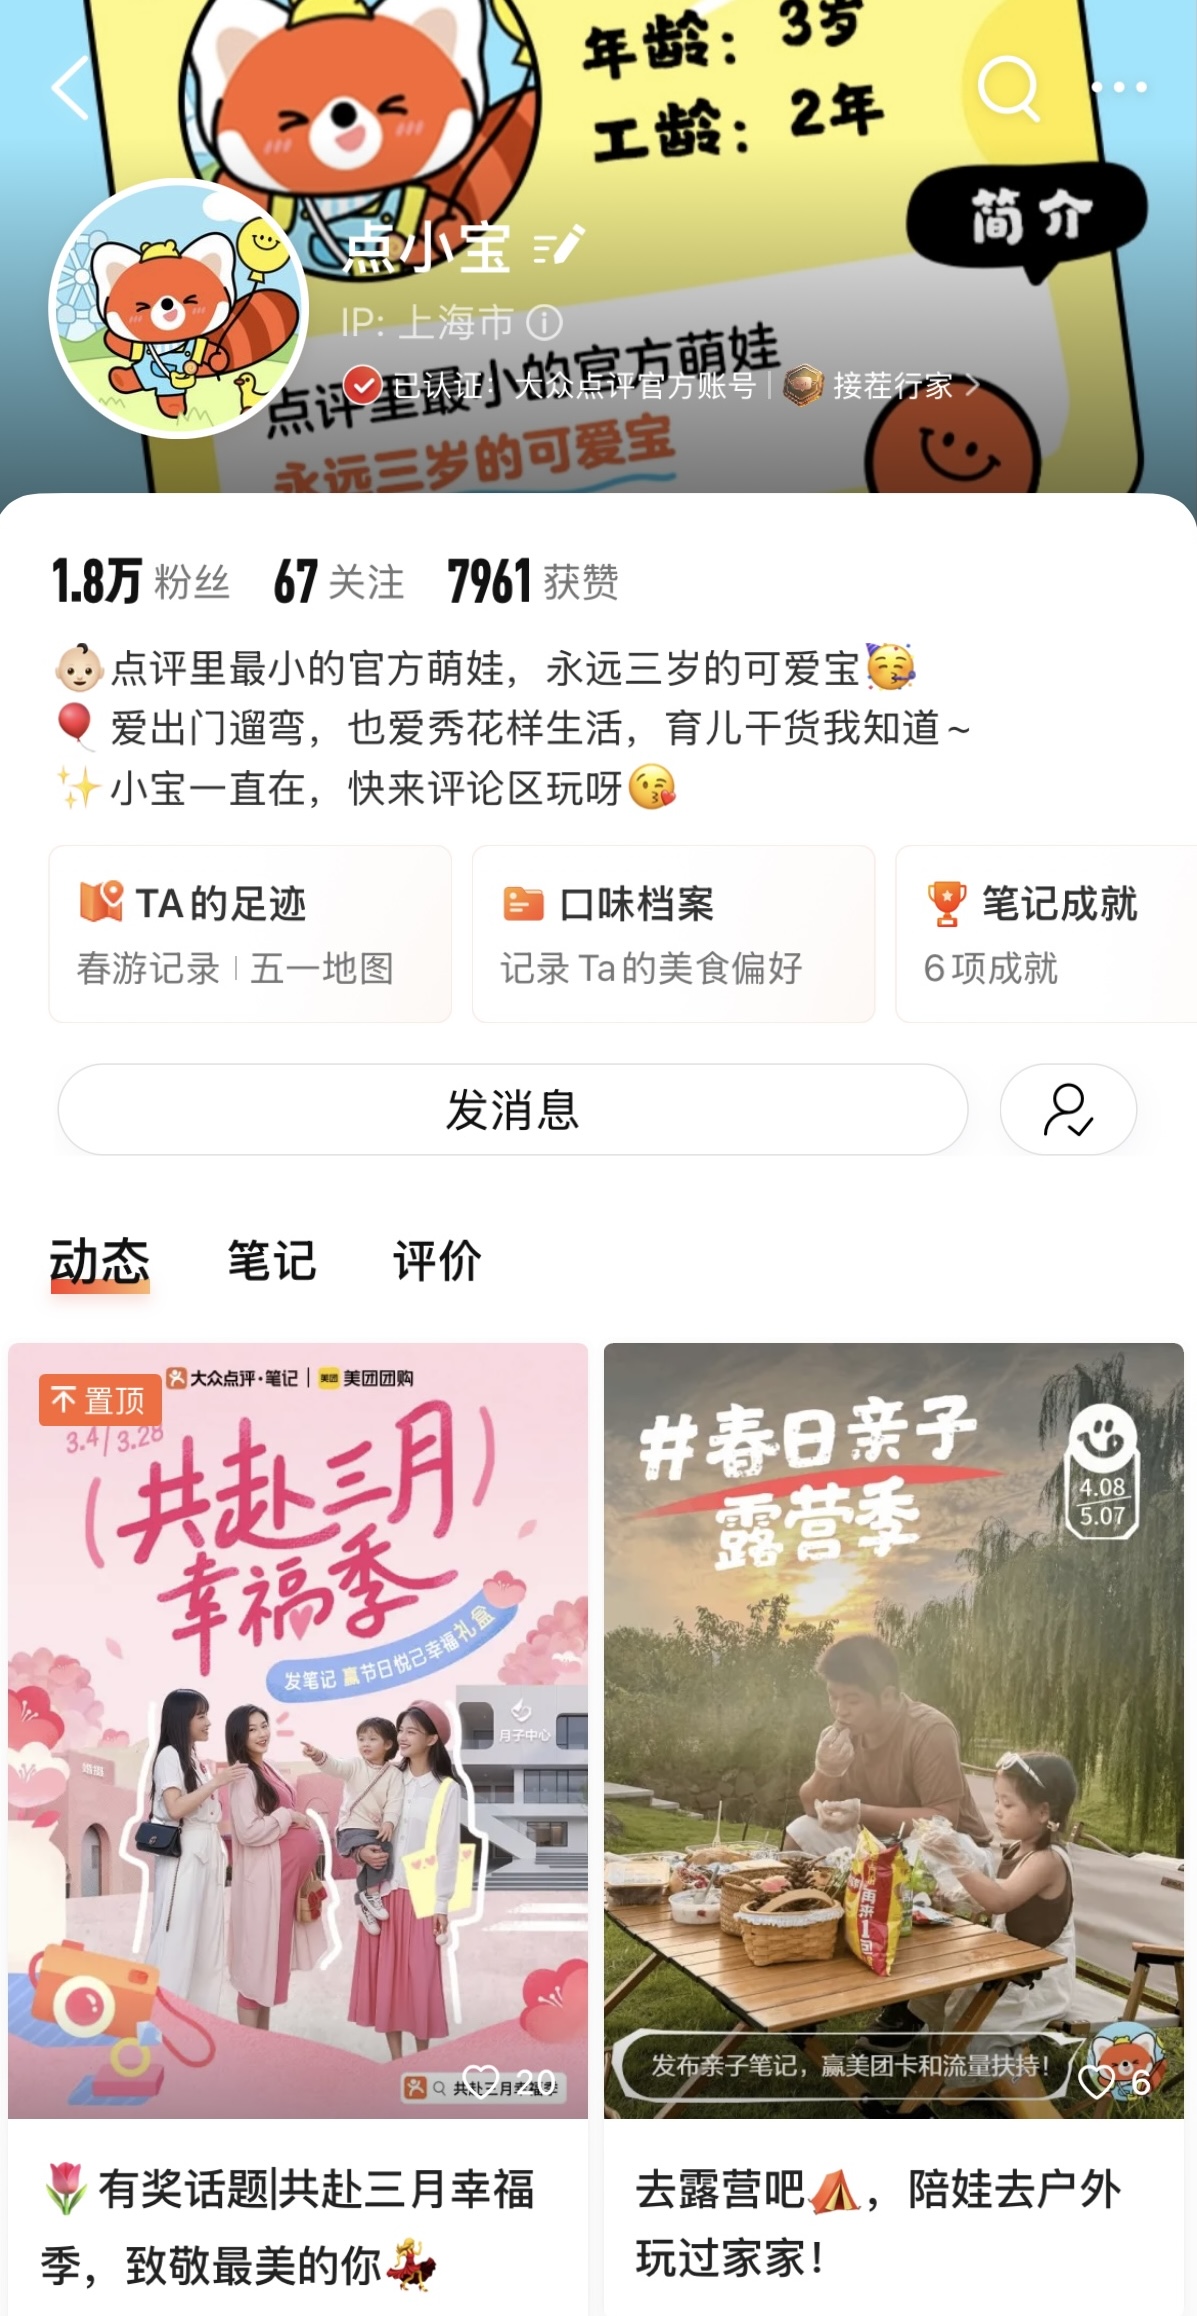 年龄：3岁
工龄：2年
简介
点小宝
IP: 上海市
点评里最小的官方萌娃
已认证：大众点评官方账号 | 接茬行家
永远三岁的可爱宝
1.8万 粉丝 67 关注 7961 获赞
👶🏻点评里最小的官方萌娃，永远三岁的可爱宝🥳
🎈爱出门遛弯，也爱秀花样生活，育儿干货我知道~
✨小宝一直在，快来评论区玩呀😘
TA的足迹
春游记录 | 五一地图
口味档案
记录Ta的美食偏好
笔记成就
6项成就
发消息
动态 笔记 评价
置顶
大众点评·笔记 | 美团 美团团购
3.4/3.28
（共赴三月
幸福季）
发笔记 赢节日悦己幸福礼盒
月子中心
婚摄
共赴三月幸福季
20
🌷有奖话题|共赴三月幸福
季，致敬最美的你💃
#春日亲子
露营季
4.08
5.07
再来1包
发布亲子笔记，赢美团卡和流量扶持！
6
去露营吧⛺，陪娃去户外
玩过家家！